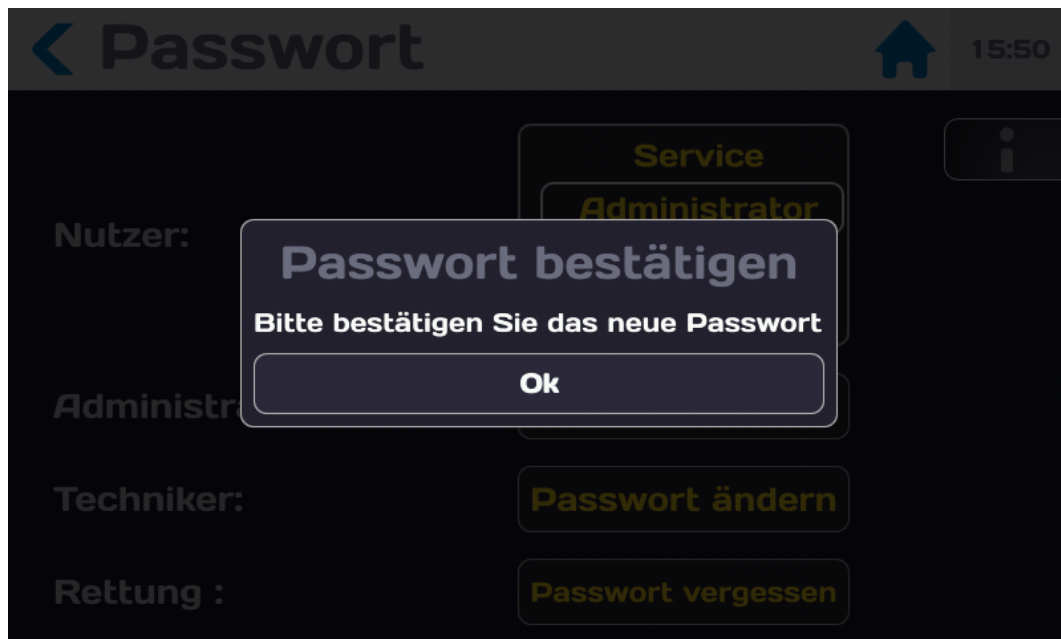 Passwort
15:50
Service
Administrator
Nutzer:
Passwort bestätigen
Bitte bestätigen Sie das neue Passwort
Ok
Administra
Techniker:
Passwort ändern
Rettung :
Passwort vergessen